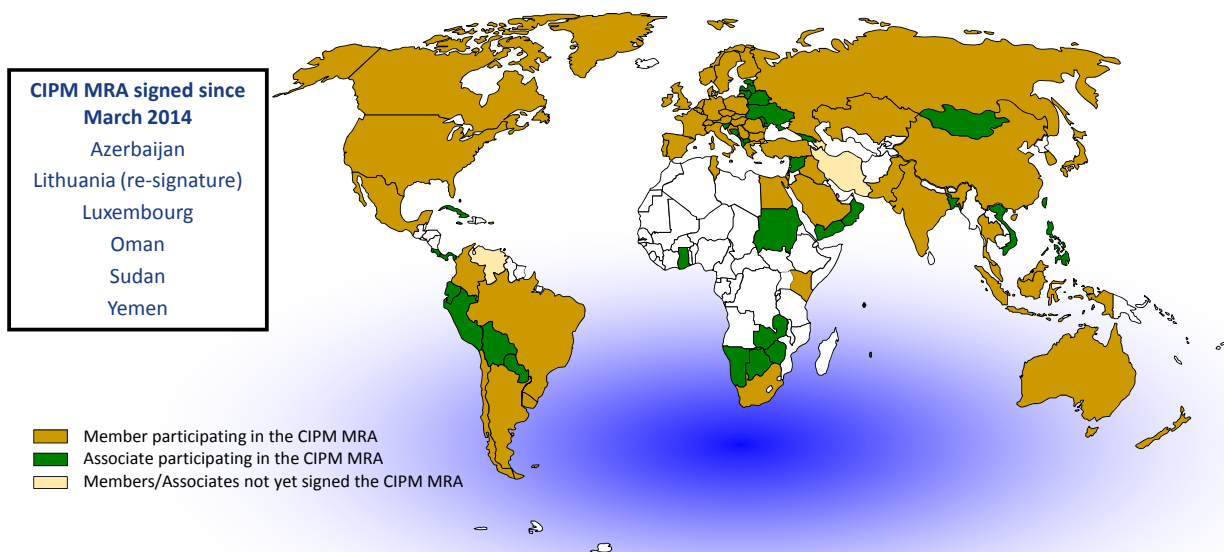 CIPM MRA signed since
March 2014
Azerbaijan
Lithuania (re-signature)
Luxembourg
Oman
Sudan
Yemen
Member participating in the CIPM MRA
Associate participating in the CIPM MRA
Members/Associates not yet signed the CIPM MRA